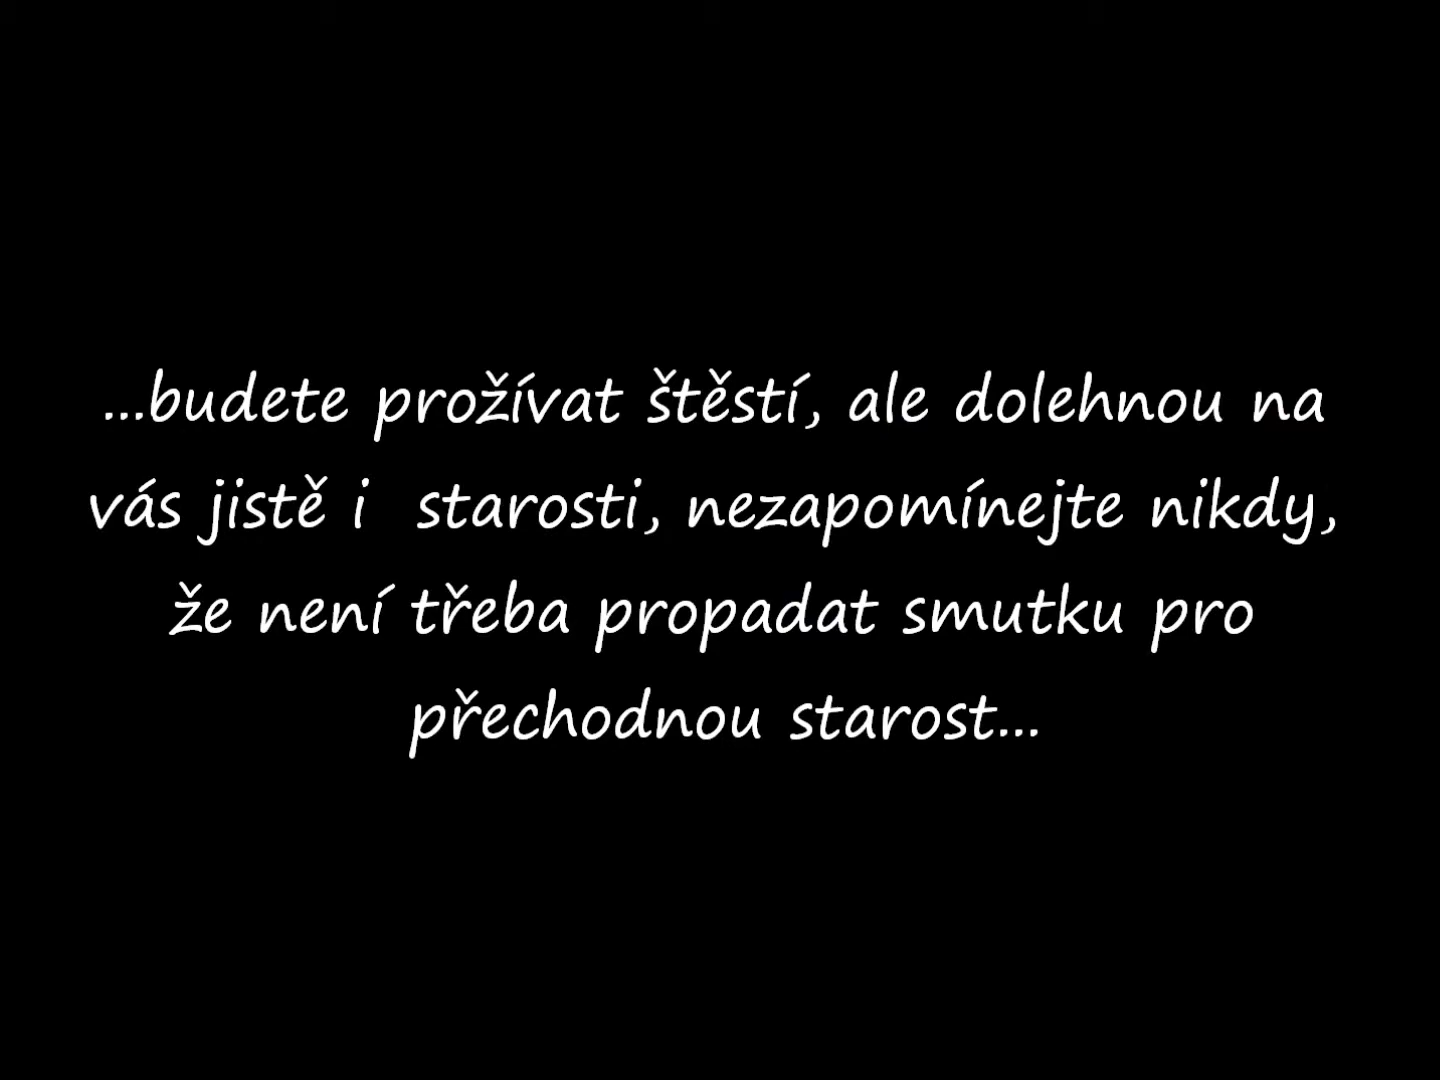 ...budete prožívat štěstí, ale dolehnou na
vás jistě i  starosti, nezapomínejte nikdy,
že není třeba propadat smutku pro
přechodnou starost...